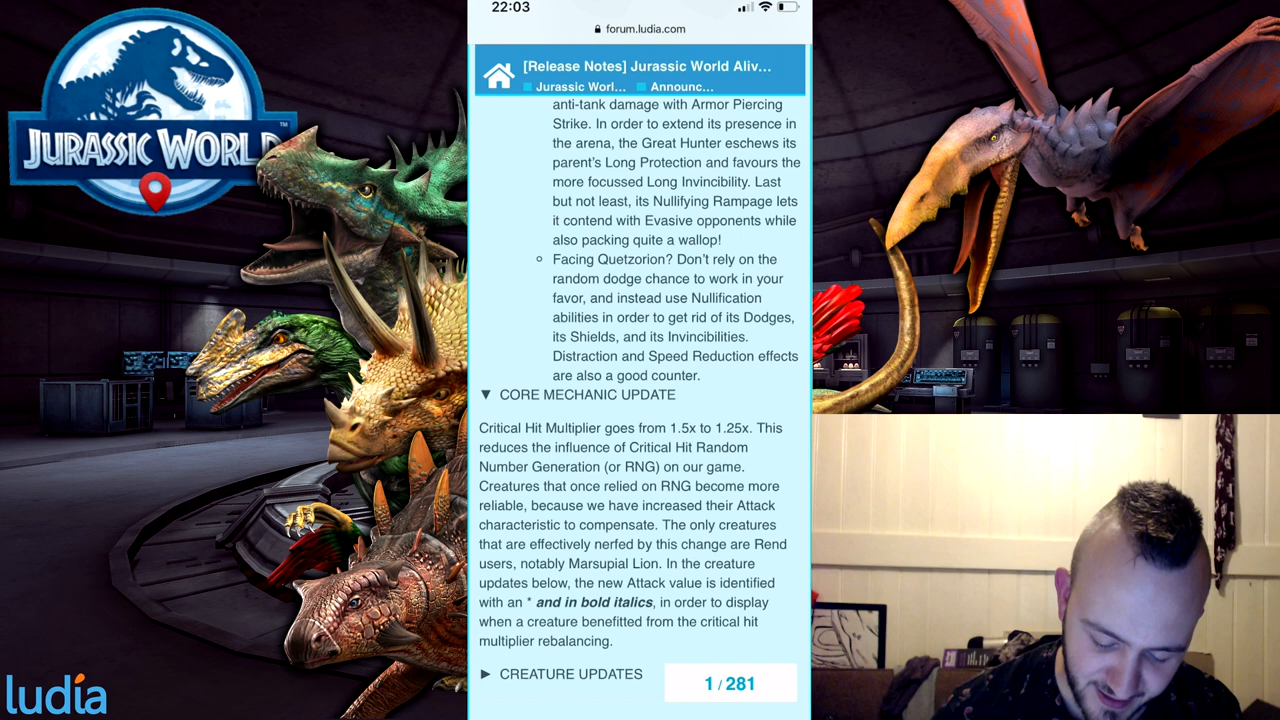 22:03
forum.ludia.com
[Release Notes] Jurassic World Aliv...
Jurassic Worl... Announc...
anti-tank damage with Armor Piercing
Strike. In order to extend its presence in
the arena, the Great Hunter eschews its
parent's Long Protection and favours the
more focussed Long Invincibility. Last
but not least, its Nullifying Rampage lets
it contend with Evasive opponents while
also packing quite a wallop!
Facing Quetzorion? Don't rely on the
random dodge chance to work in your
favor, and instead use Nullification
abilities in order to get rid of its Dodges,
its Shields, and its Invincibilities.
Distraction and Speed Reduction effects
are also a good counter.
▼ CORE MECHANIC UPDATE
Critical Hit Multiplier goes from 1.5x to 1.25x. This
reduces the influence of Critical Hit Random
Number Generation (or RNG) on our game.
Creatures that once relied on RNG become more
reliable, because we have increased their Attack
characteristic to compensate. The only creatures
that are effectively nerfed by this change are Rend
users, notably Marsupial Lion. In the creature
updates below, the new Attack value is identified
with an * and in bold italics, in order to display
when a creature benefitted from the critical hit
multiplier rebalancing.
► CREATURE UPDATES
1 / 281
JURASSIC WORLD™
ludia